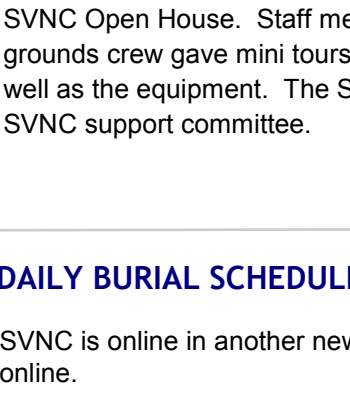 SVNC Open House.  Staff me
grounds crew gave mini tours
well as the equipment.  The S
SVNC support committee.
DAILY BURIAL SCHEDUL
SVNC is online in another new
online.